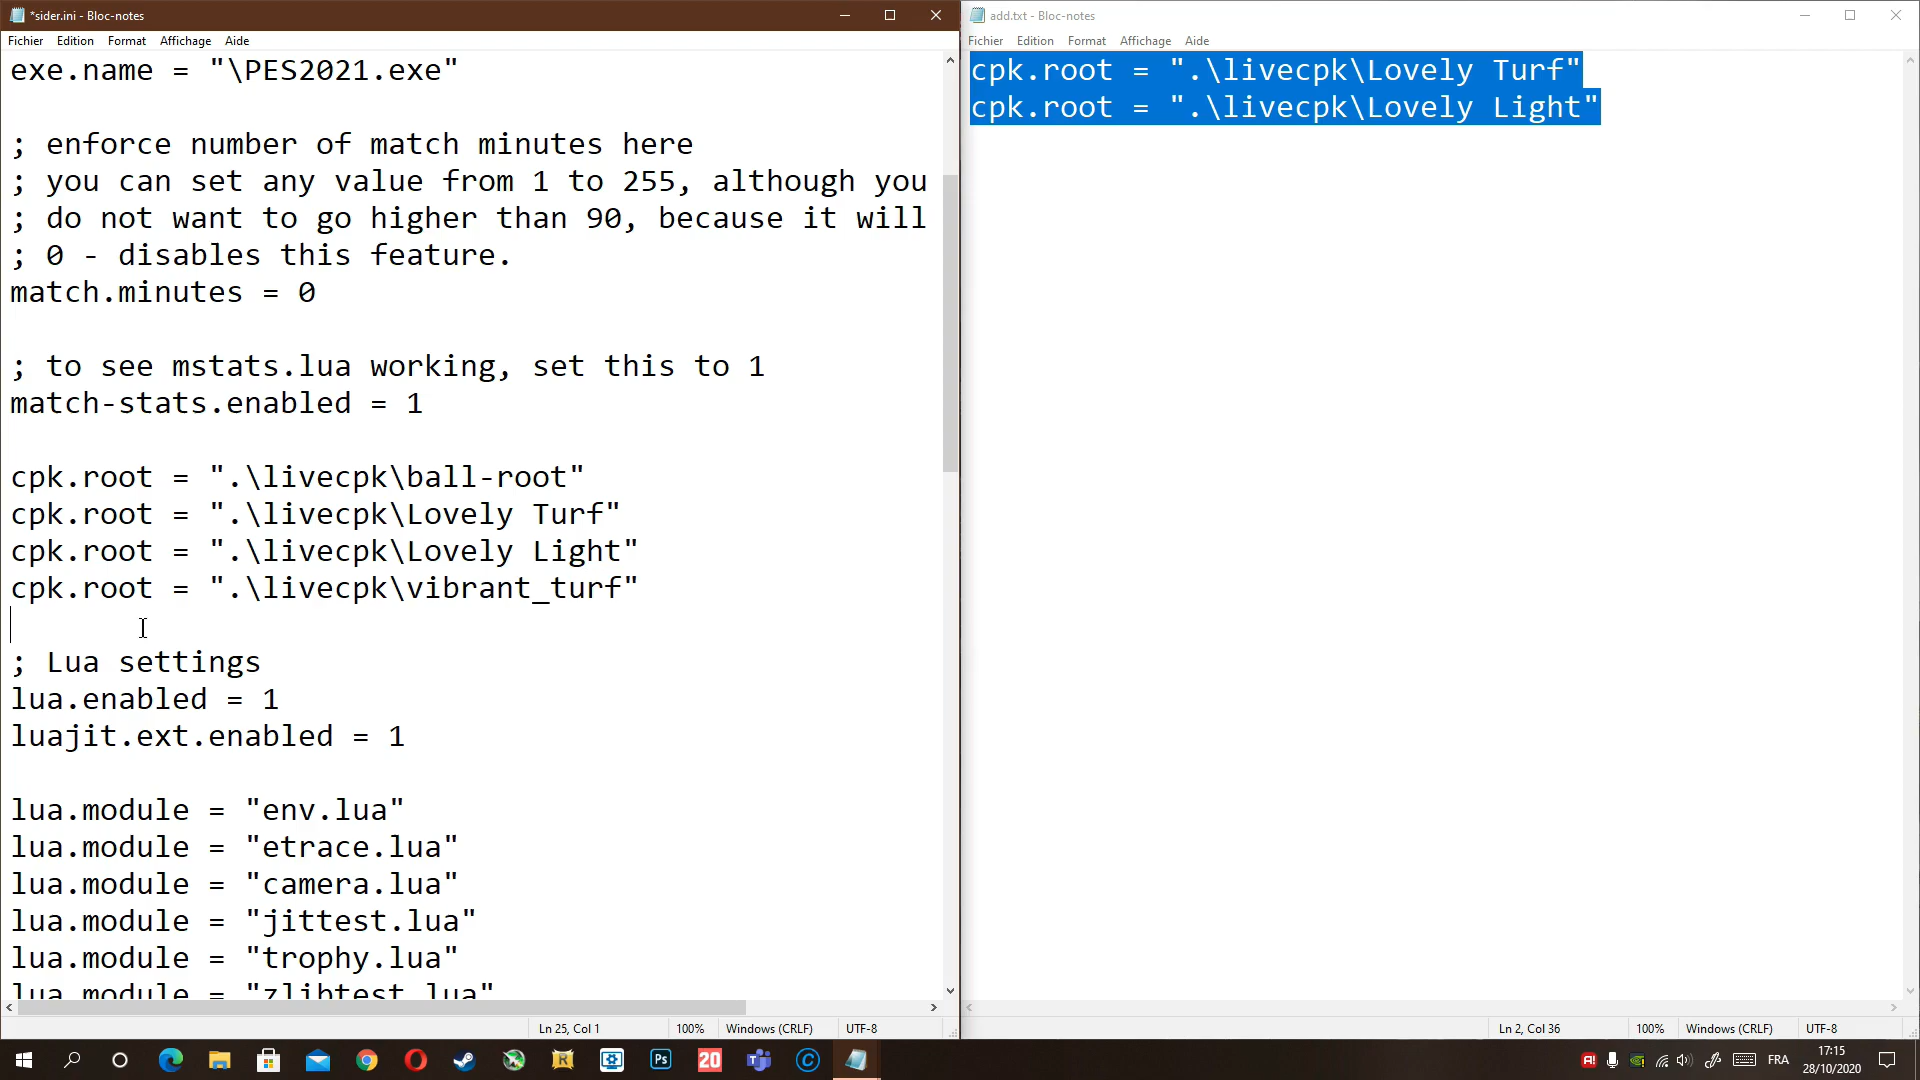 *sider.ini - Bloc-notes
Fichier Edition Format Affichage Aide
exe.name = "\PES2021.exe"
; enforce number of match minutes here
; you can set any value from 1 to 255, although you
; do not want to go higher than 90, because it will
; 0 - disables this feature.
match.minutes = 0
; to see mstats.lua working, set this to 1
match-stats.enabled = 1
cpk.root = ".\livecpk\ball-root"
cpk.root = ".\livecpk\Lovely Turf"
cpk.root = ".\livecpk\Lovely Light"
cpk.root = ".\livecpk\vibrant_turf"
; Lua settings
lua.enabled = 1
luajit.ext.enabled = 1
lua.module = "env.lua"
lua.module = "etrace.lua"
lua.module = "camera.lua"
lua.module = "jittest.lua"
lua.module = "trophy.lua"
lua.module = "zlibtest.lua"
Ln 25, Col 1 100% Windows (CRLF) UTF-8
add.txt - Bloc-notes
Fichier Edition Format Affichage Aide
cpk.root = ".\livecpk\Lovely Turf"
cpk.root = ".\livecpk\Lovely Light"
Ln 2, Col 36 100% Windows (CRLF) UTF-8
R Ps 20 T C
A! FRA 17:15
28/10/2020